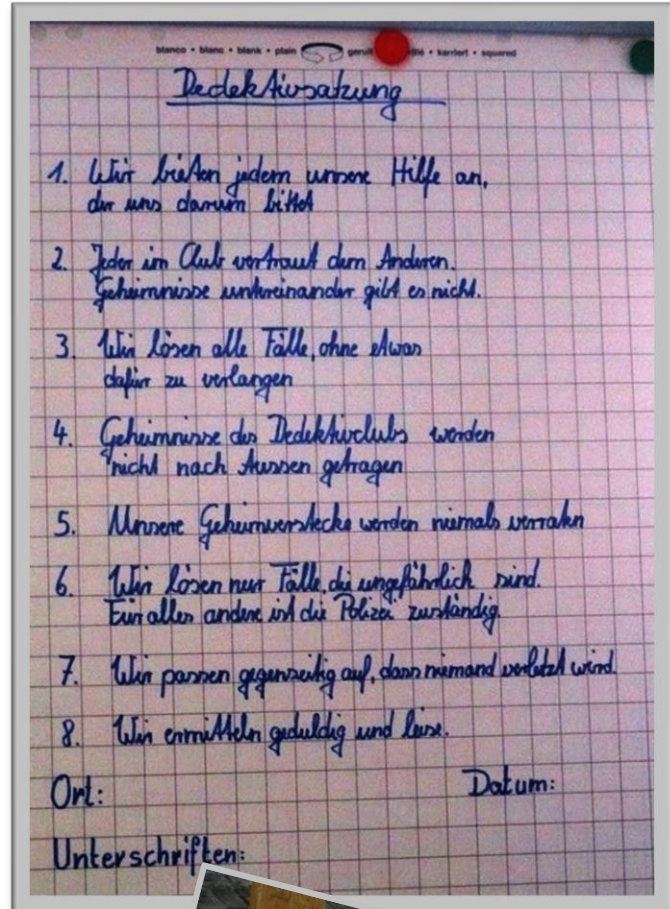 blanco • blanc • blank • plain geruit • karriert • squared
Dedektivsatzung
1. Wir bieten jedem unsere Hilfe an,
der uns darum bittet
2. Jeder im Club vertraut dem Anderen.
Geheimnisse untereinander gibt es nicht.
3. Wir lösen alle Fälle, ohne etwas
dafür zu verlangen
4. Geheimnisse des Dedektivclubs werden
nicht nach Aussen getragen
5. Unsere Geheimverstecke werden niemals verraten
6. Wir lösen nur Fälle, die ungefährlich sind.
Für alles andere ist die Polizei zuständig.
7. Wir passen gegenseitig auf, dass niemand verletzt wird.
8. Wir ermitteln geduldig und leise.
Ort: Datum:
Unterschriften: